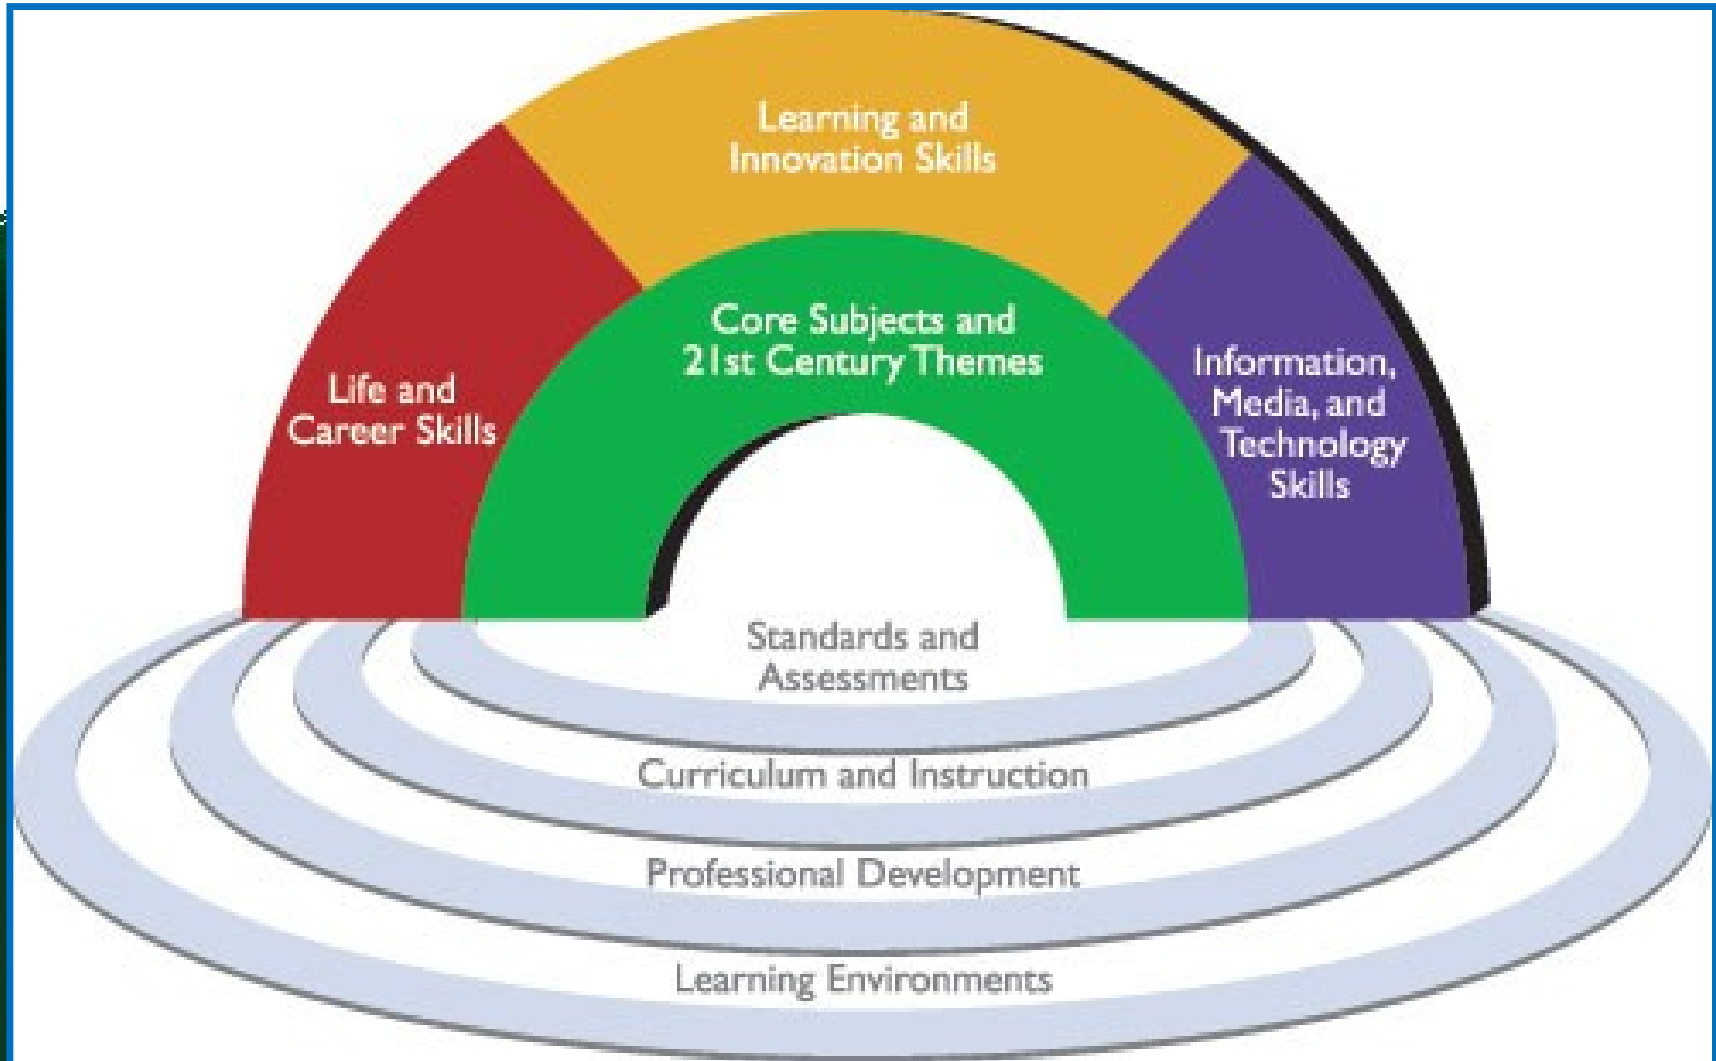 Learning and
Innovation Skills
Core Subjects and
21st Century Themes
Life and
Career Skills
Information,
Media, and
Technology
Skills
Standards and
Assessments
Curriculum and Instruction
Professional Development
Learning Environments